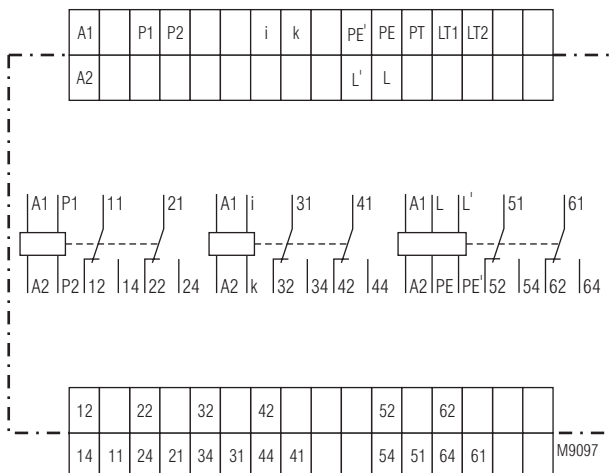 A1 P1 P2 i k PE' PE PT LT1 LT2
A2 L' L
A1 P1 11 21 A1 i 31 41 A1 L L' 51 61
A2 P2 12 14 22 24 A2 k 32 34 42 44 A2 PE PE' 52 54 62 64
12 22 32 42 52 62
14 11 24 21 34 31 44 41 54 51 64 61
M9097